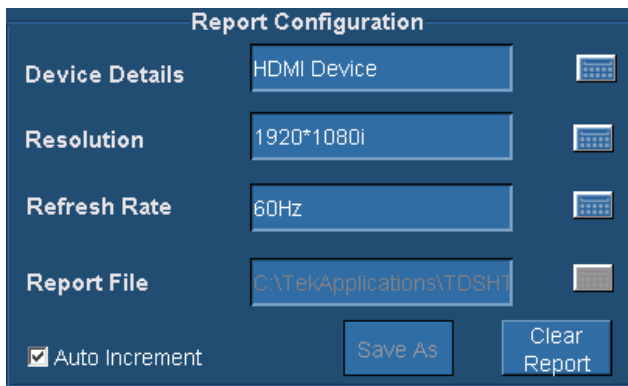 Report Configuration
Device Details HDMI Device
Resolution 1920*1080i
Refresh Rate 60Hz
Report File C:\TekApplications\TDSHT
Auto Increment Save As Clear Report